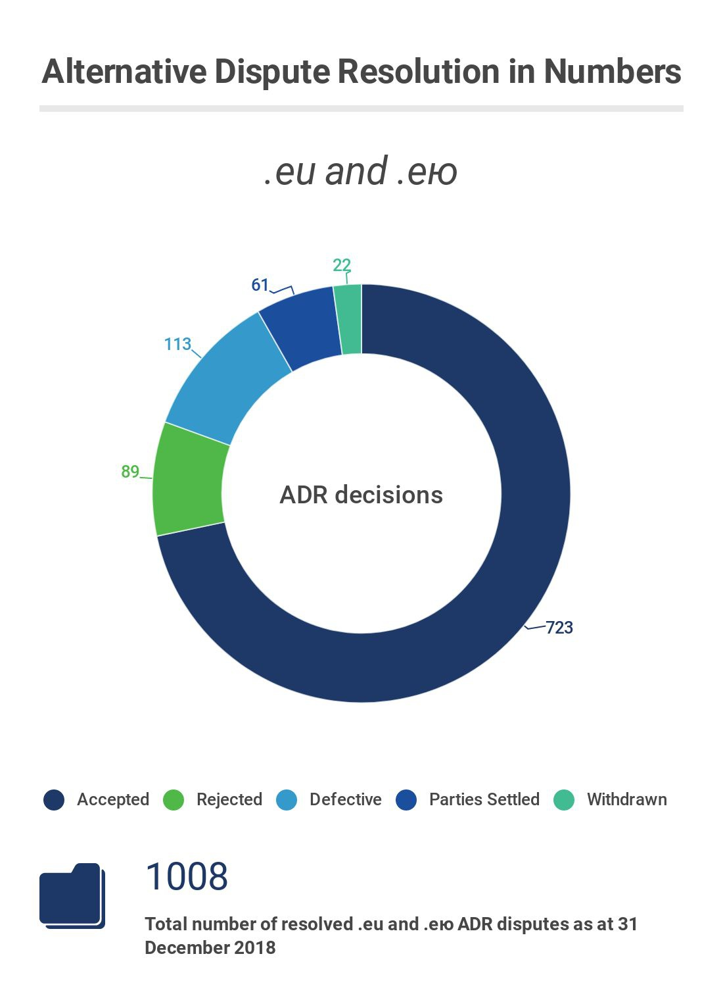 Alternative Dispute Resolution in Numbers
.eu and .ею
22
61
113
89
ADR decisions
723
Accepted Rejected Defective Parties Settled Withdrawn
1008
Total number of resolved .eu and .ею ADR disputes as at 31
December 2018